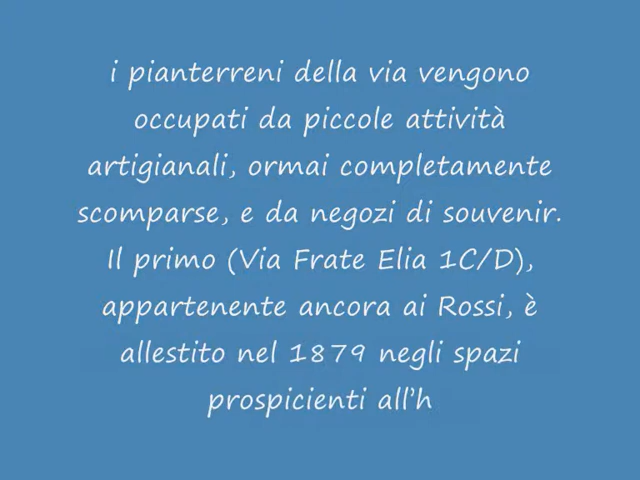 i pianterreni della via vengono
occupati da piccole attività
artigianali, ormai completamente
scomparse, e da negozi di souvenir.
Il primo (Via Frate Elia 1C/D),
appartenente ancora ai Rossi, è
allestito nel 1879 negli spazi
prospicienti all’h